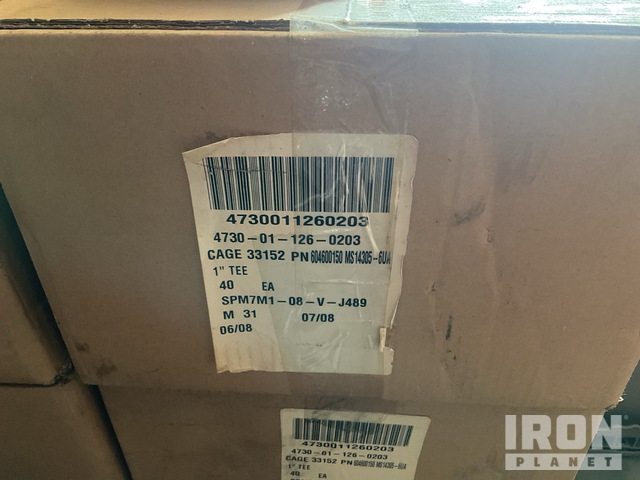 4730011260203
4730-01-126-0203
CAGE 33152 PN 604600150 MS14305-6UA
1" TEE
40 EA
SPM7M1-08-V-J489
M 31 07/08
06/08
4730011260203
4730-01-126-0203
CAGE 33152 PN 604600150 MS14305-6UA
1" TEE
40 EA
IRON
PLANET